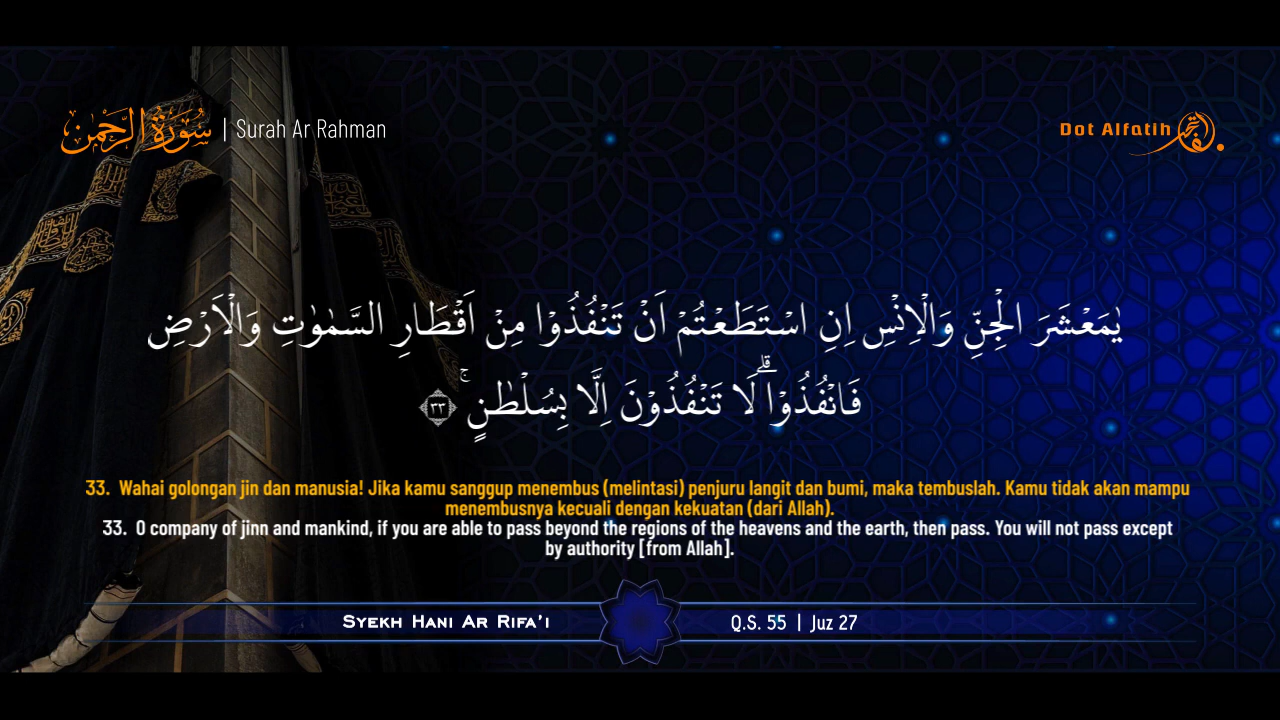 سُوْرَةُ الرَّحْمٰن | Surah Ar Rahman
Dot Alfatih
يٰمَعْشَرَ الْجِنِّ وَالْاِنْسِ اِنِ اسْتَطَعْتُمْ اَنْ تَنْفُذُوْا مِنْ اَقْطَارِ السَّمٰوٰتِ وَالْاَرْضِ
فَانْفُذُوْاۗ لَا تَنْفُذُوْنَ اِلَّا بِسُلْطٰنٍۚ ٣٣
33. Wahai golongan jin dan manusia! Jika kamu sanggup menembus (melintasi) penjuru langit dan bumi, maka tembuslah. Kamu tidak akan mampu
menembusnya kecuali dengan kekuatan (dari Allah).
33. O company of jinn and mankind, if you are able to pass beyond the regions of the heavens and the earth, then pass. You will not pass except
by authority [from Allah].
Syekh Hani Ar Rifa'i
Q.S. 55 | Juz 27